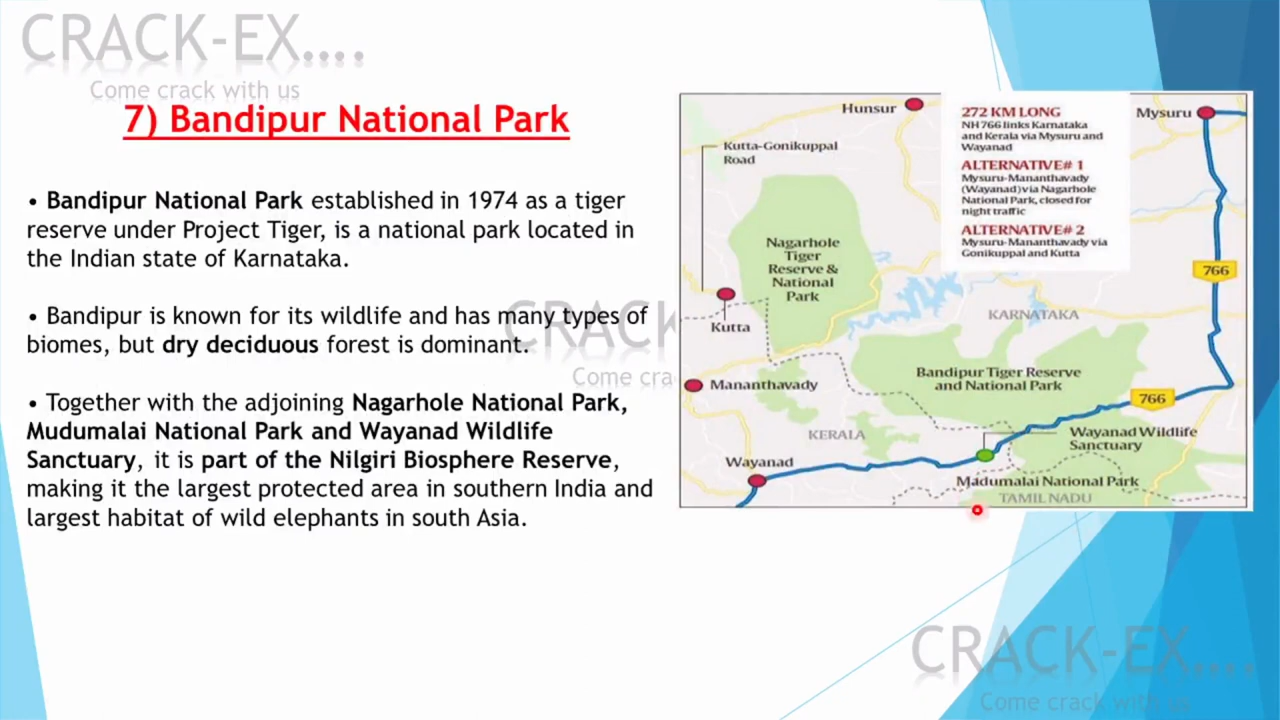 CRACK-EX....
Come crack with us
7) Bandipur National Park
• Bandipur National Park established in 1974 as a tiger
reserve under Project Tiger, is a national park located in
the Indian state of Karnataka.
• Bandipur is known for its wildlife and has many types of
biomes, but dry deciduous forest is dominant.
• Together with the adjoining Nagarhole National Park,
Mudumalai National Park and Wayanad Wildlife
Sanctuary, it is part of the Nilgiri Biosphere Reserve,
making it the largest protected area in southern India and
largest habitat of wild elephants in south Asia.
CRACK
Come cra
Hunsur
272 KM LONG
NH 766 links Karnataka
and Kerala via Mysuru and
Wayanad
ALTERNATIVE# 1
Mysuru-Mananthavady
(Wayanad) via Nagarhole
National Park, closed for
night traffic
ALTERNATIVE# 2
Mysuru-Mananthavady via
Gonikuppal and Kutta
Mysuru
Kutta-Gonikuppal
Road
Nagarhole
Tiger
Reserve &
National
Park
766
Kutta
KARNATAKA
Mananthavady
Bandipur Tiger Reserve
and National Park
766
KERALA
Wayanad Wildlife
Sanctuary
Wayanad
Madumalai National Park
TAMIL NADU
CRACK-EX....
Come crack with us